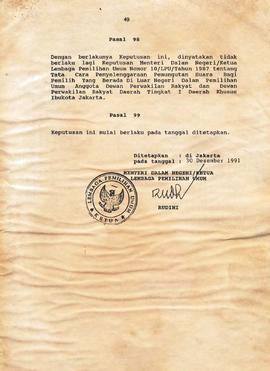 49
Pasal 98
Dengan berlakunya Keputusan ini, dinyatakan tidak
berlaku lagi Keputusan Menteri Dalam Negeri/Ketua
Lembaga Pemilihan Umum Nomor 10/LPU/Tahun 1987 tentang
Tata Cara Penyelenggaraan Pemungutan Suara bagi
Pemilih Yang Berada Di Luar Negeri Dalam Pemilihan
Umum Anggota Dewan Perwakilan Rakyat dan Dewan
Perwakilan Rakyat Daerah Tingkat I Daerah Khusus
Ibukota Jakarta.
Pasal 99
Keputusan ini mulai berlaku pada tanggal ditetapkan.
Ditetapkan : di Jakarta
pada tanggal : 30 Desember 1991
MENTERI DALAM NEGERI/KETUA
LEMBAGA PEMILIHAN UMUM
LEMBAGA PEMILIHAN UMUM
KETUA
RUDINI